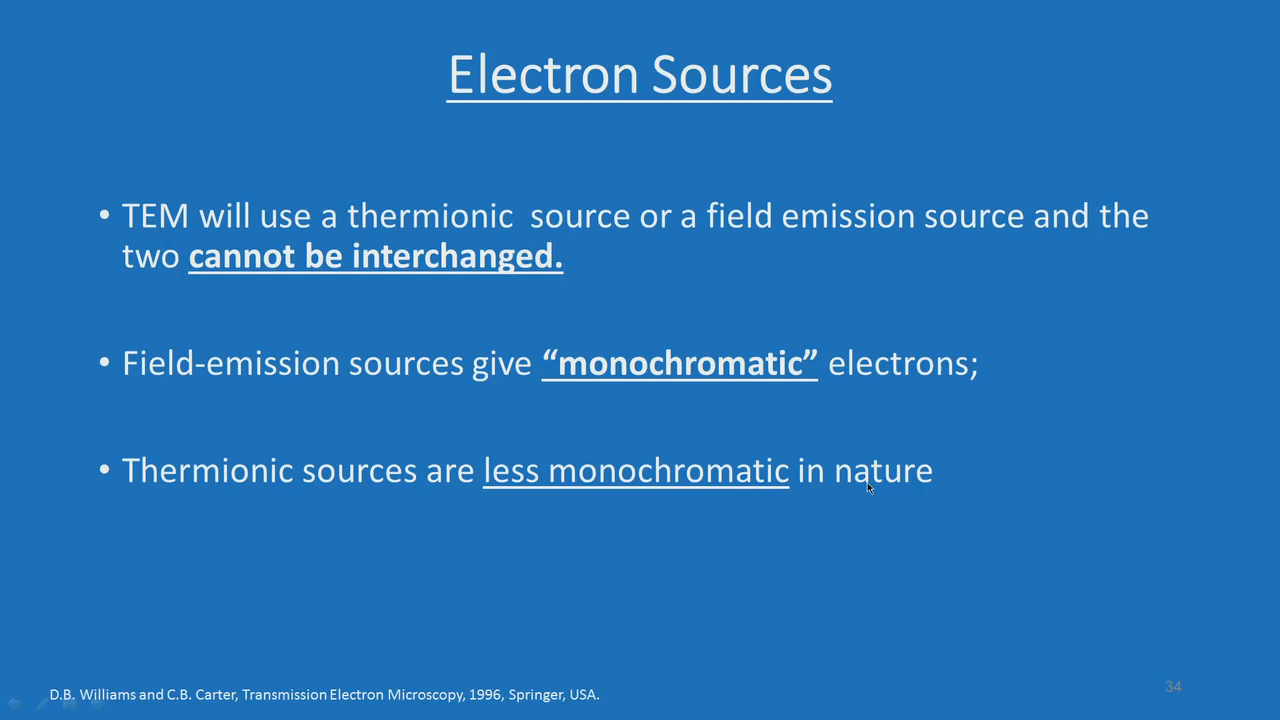 Electron Sources
• TEM will use a thermionic source or a field emission source and the
two cannot be interchanged.
• Field-emission sources give “monochromatic” electrons;
• Thermionic sources are less monochromatic in nature
D.B. Williams and C.B. Carter, Transmission Electron Microscopy, 1996, Springer, USA.
34